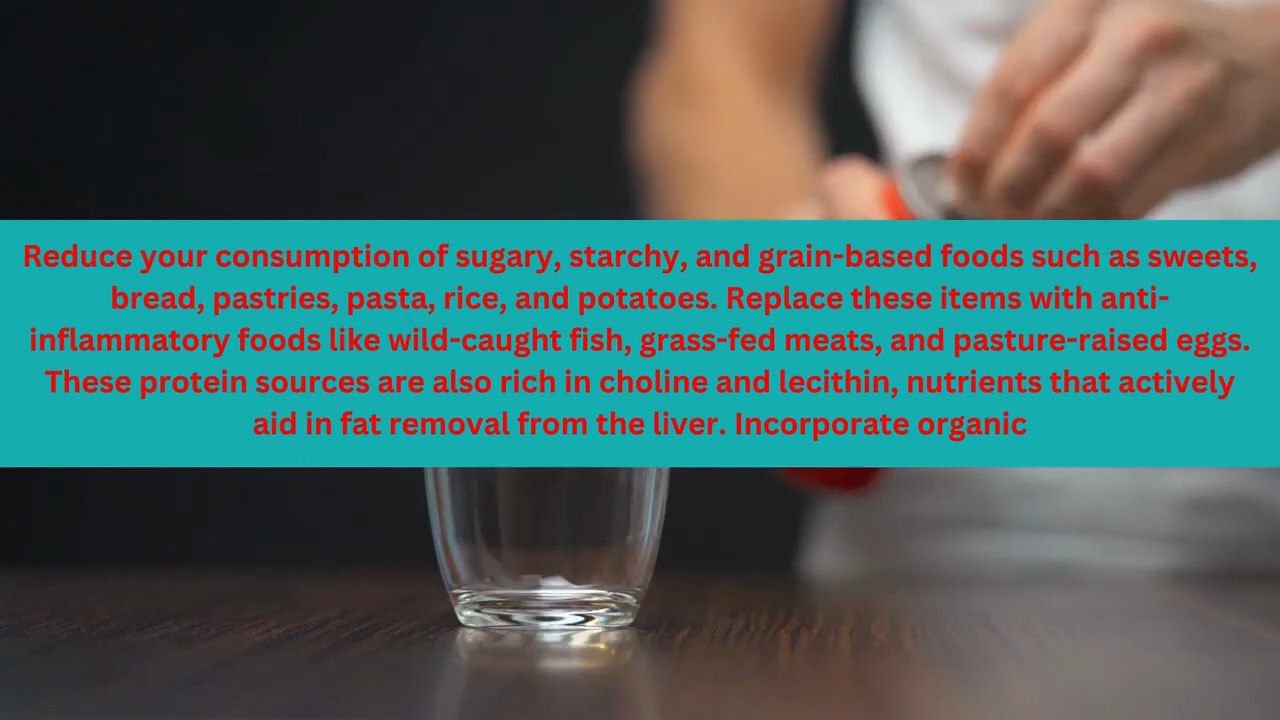 Reduce your consumption of sugary, starchy, and grain-based foods such as sweets,
bread, pastries, pasta, rice, and potatoes. Replace these items with anti-
inflammatory foods like wild-caught fish, grass-fed meats, and pasture-raised eggs.
These protein sources are also rich in choline and lecithin, nutrients that actively
aid in fat removal from the liver. Incorporate organic